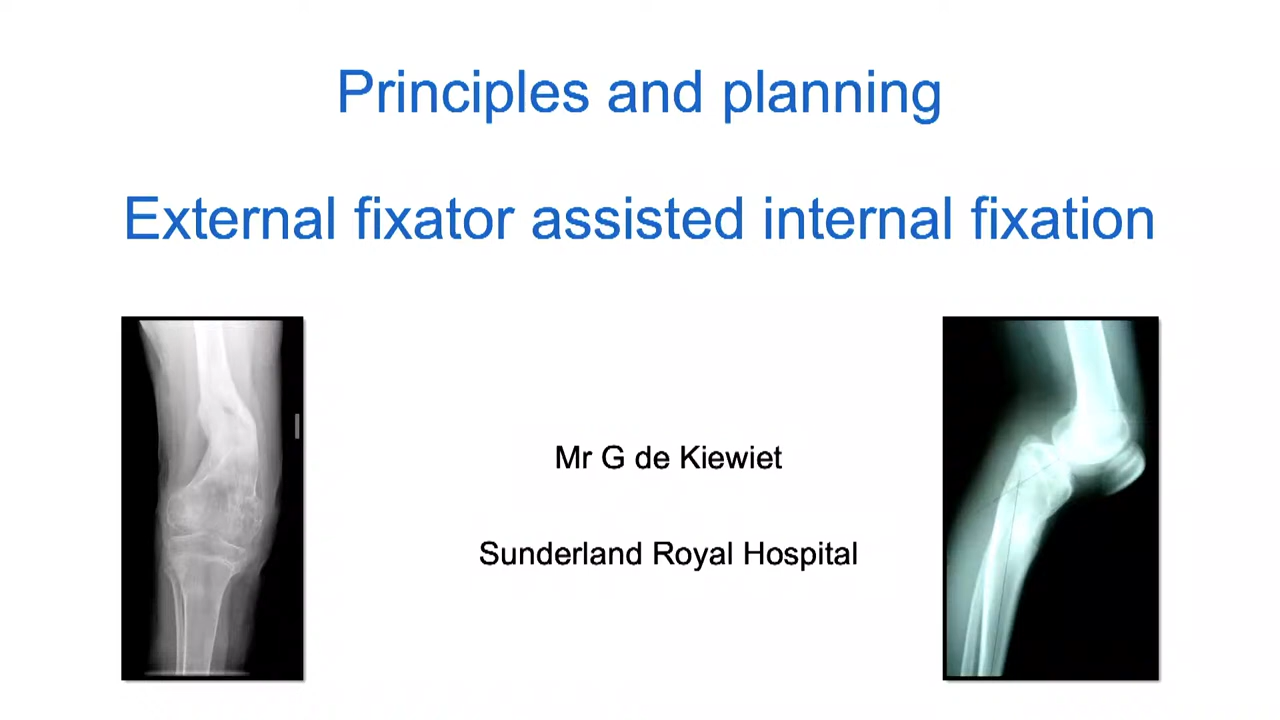 Principles and planning
External fixator assisted internal fixation
Mr G de Kiewiet
Sunderland Royal Hospital